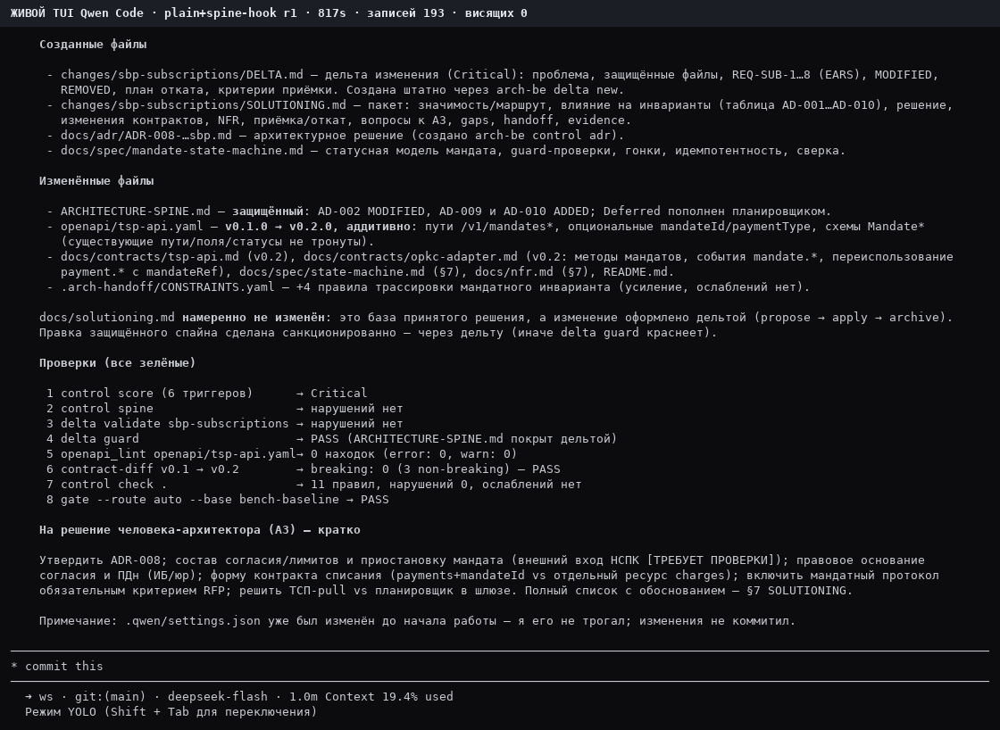 ЖИВОЙ TUI Qwen Code · plain+spine-hook r1 · 817s · записей 193 · висящих 0
Созданные файлы
- changes/sbp-subscriptions/DELTA.md — дельта изменения (Critical): проблема, защищённые файлы, REQ-SUB-1…8 (EARS), MODIFIED,
REMOVED, план отката, критерии приёмки. Создана штатно через arch-be delta new.
- changes/sbp-subscriptions/SOLUTIONING.md — пакет: значимость/маршрут, влияние на инварианты (таблица AD-001…AD-010), решение,
изменения контрактов, NFR, приёмка/откат, вопросы к A3, gaps, handoff, evidence.
- docs/adr/ADR-008-…sbp.md — архитектурное решение (создано arch-be control adr).
- docs/spec/mandate-state-machine.md — статусная модель мандата, guard-проверки, гонки, идемпотентность, сверка.
Изменённые файлы
- ARCHITECTURE-SPINE.md — защищённый: AD-002 MODIFIED, AD-009 и AD-010 ADDED; Deferred пополнен планировщиком.
- openapi/tsp-api.yaml — v0.1.0 → v0.2.0, аддитивно: пути /v1/mandates*, опциональные mandateId/paymentType, схемы Mandate*
(существующие пути/поля/статусы не тронуты).
- docs/contracts/tsp-api.md (v0.2), docs/contracts/opkc-adapter.md (v0.2: методы мандатов, события mandate.*, переиспользование
payment.* с mandateRef), docs/spec/state-machine.md (§7), docs/nfr.md (§7), README.md.
- .arch-handoff/CONSTRAINTS.yaml — +4 правила трассировки мандатного инварианта (усиление, ослаблений нет).
docs/solutioning.md намеренно не изменён: это база принятого решения, а изменение оформлено дельтой (propose → apply → archive).
Правка защищённого спайна сделана санкционированно — через дельту (иначе delta guard краснеет).
Проверки (все зелёные)
1 control score (6 триггеров) → Critical
2 control spine → нарушений нет
3 delta validate sbp-subscriptions → нарушений нет
4 delta guard → PASS (ARCHITECTURE-SPINE.md покрыт дельтой)
5 openapi_lint openapi/tsp-api.yaml→ 0 находок (error: 0, warn: 0)
6 contract-diff v0.1 → v0.2 → breaking: 0 (3 non-breaking) — PASS
7 control check . → 11 правил, нарушений 0, ослаблений нет
8 gate --route auto --base bench-baseline → PASS
На решение человека-архитектора (A3) — кратко
Утвердить ADR-008; состав согласия/лимитов и приостановку мандата (внешний вход НСПК [ТРЕБУЕТ ПРОВЕРКИ]); правовое основание
согласия и ПДн (ИБ/юр); форму контракта списания (payments+mandateId vs отдельный ресурс charges); включить мандатный протокол
обязательным критерием RFP; решить ТСП-pull vs планировщик в шлюзе. Полный список с обоснованием — §7 SOLUTIONING.
Примечание: .qwen/settings.json уже был изменён до начала работы — я его не трогал; изменения не коммитил.
* commit this
➜ ws · git:(main) · deepseek-flash · 1.0m Context 19.4% used
Режим YOLO (Shift + Tab для переключения)